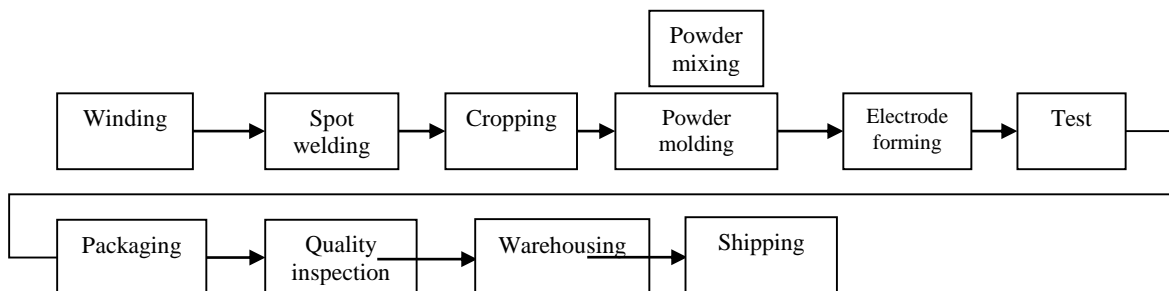 Powder
mixing
Winding
Spot
welding
Cropping
Powder
molding
Electrode
forming
Test
Packaging
Quality
inspection
Warehousing
Shipping